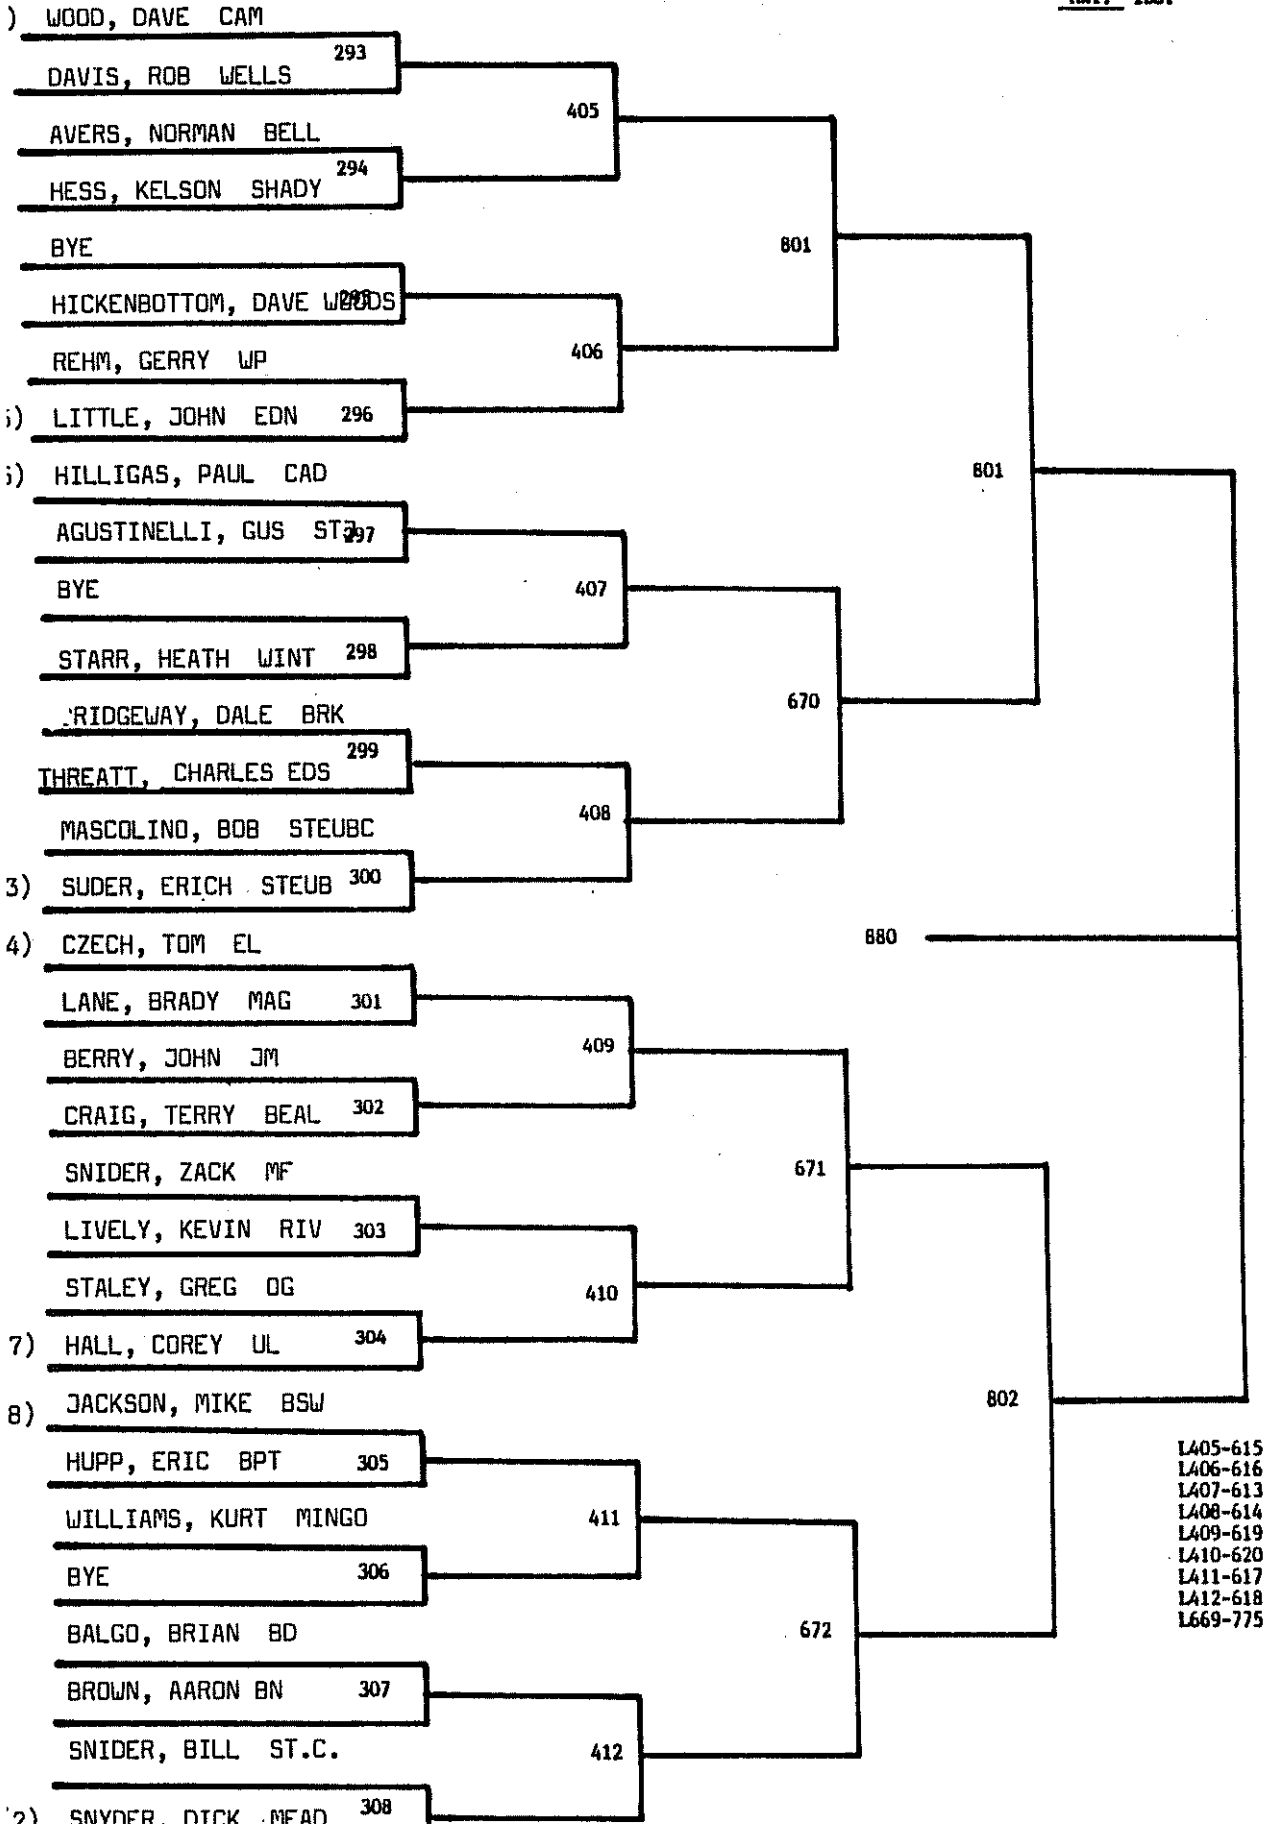 ) WOOD, DAVE CAM
293
DAVIS, ROB WELLS
405
AVERS, NORMAN BELL
294
HESS, KELSON SHADY
801
BYE
HICKENBOTTOM, DAVE WOODS
406
REHM, GERRY WP
LITTLE, JOHN EDN 296
801
HILLIGAS, PAUL CAD
AGUSTINELLI, GUS STJ 297
407
BYE
STARR, HEATH WINT 298
670
RIDGEWAY, DALE BRK
299
THREATT, CHARLES EDS
408
MASCOLINO, BOB STEUBC
3) SUDER, ERICH STEUB 300
880
4) CZECH, TOM EL
LANE, BRADY MAG 301
409
BERRY, JOHN JM
CRAIG, TERRY BEAL 302
671
SNIDER, ZACK MF
LIVELY, KEVIN RIV 303
410
STALEY, GREG OG
7) HALL, COREY UL 304
802
8) JACKSON, MIKE BSW
HUPP, ERIC BPT 305
411
WILLIAMS, KURT MINGO
BYE 306
672
BALGO, BRIAN BD
BROWN, AARON BN 307
412
SNIDER, BILL ST.C.
2) SNYDER, DICK MEAD 308
L405-615
L406-616
L407-613
L408-614
L409-619
L410-620
L411-617
L412-618
L669-775